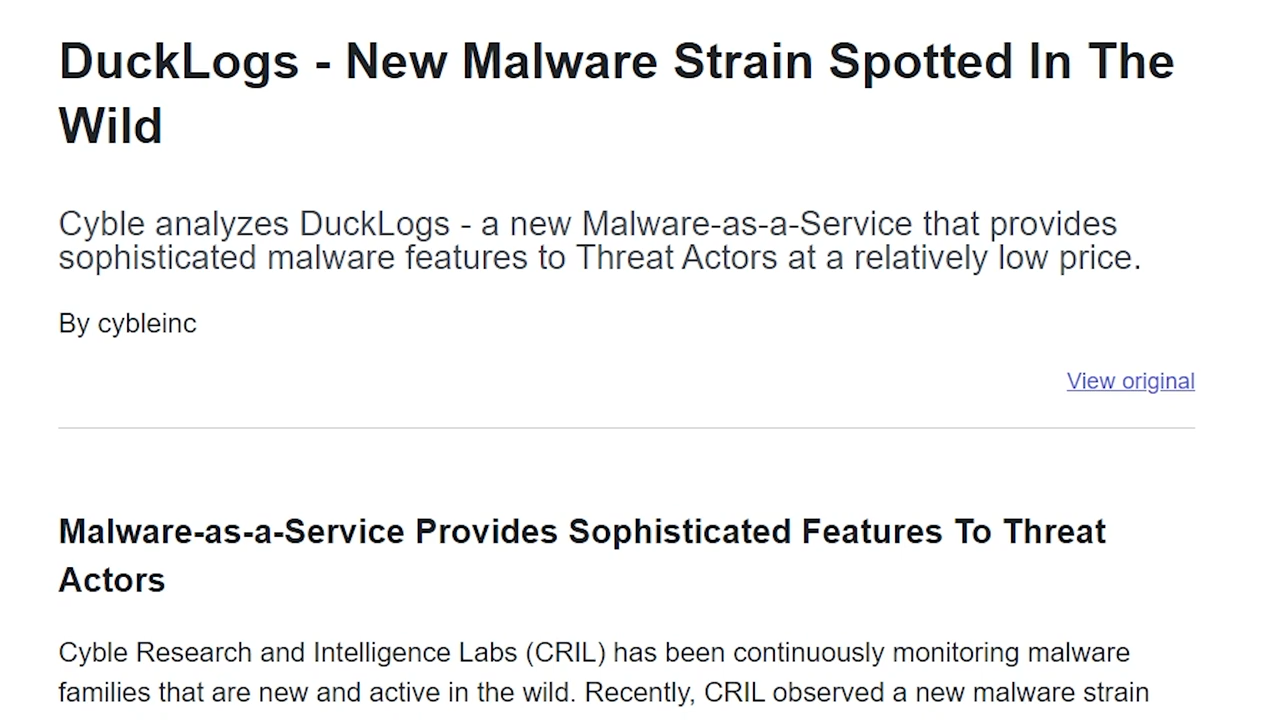 DuckLogs - New Malware Strain Spotted In The
Wild
Cyble analyzes DuckLogs - a new Malware-as-a-Service that provides
sophisticated malware features to Threat Actors at a relatively low price.
By cybleinc
View original
Malware-as-a-Service Provides Sophisticated Features To Threat
Actors
Cyble Research and Intelligence Labs (CRIL) has been continuously monitoring malware
families that are new and active in the wild. Recently, CRIL observed a new malware strain